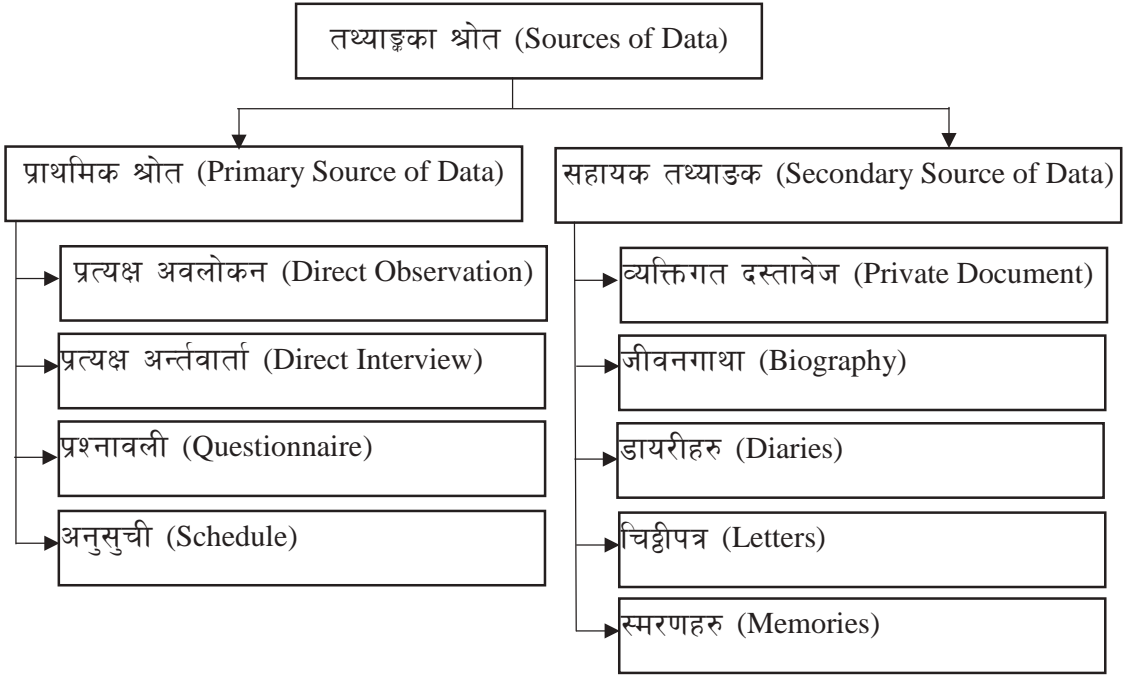 तथ्याङ्कका श्रोत (Sources of Data)
प्राथमिक श्रोत (Primary Source of Data)
सहायक तथ्याङक (Secondary Source of Data)
प्रत्यक्ष अवलोकन (Direct Observation)
प्रत्यक्ष अर्न्तवार्ता (Direct Interview)
प्रश्नावली (Questionnaire)
अनुसुची (Schedule)
व्यक्तिगत दस्तावेज (Private Document)
जीवनगाथा (Biography)
डायरीहरु (Diaries)
चिठ्ठीपत्र (Letters)
स्मरणहरु (Memories)